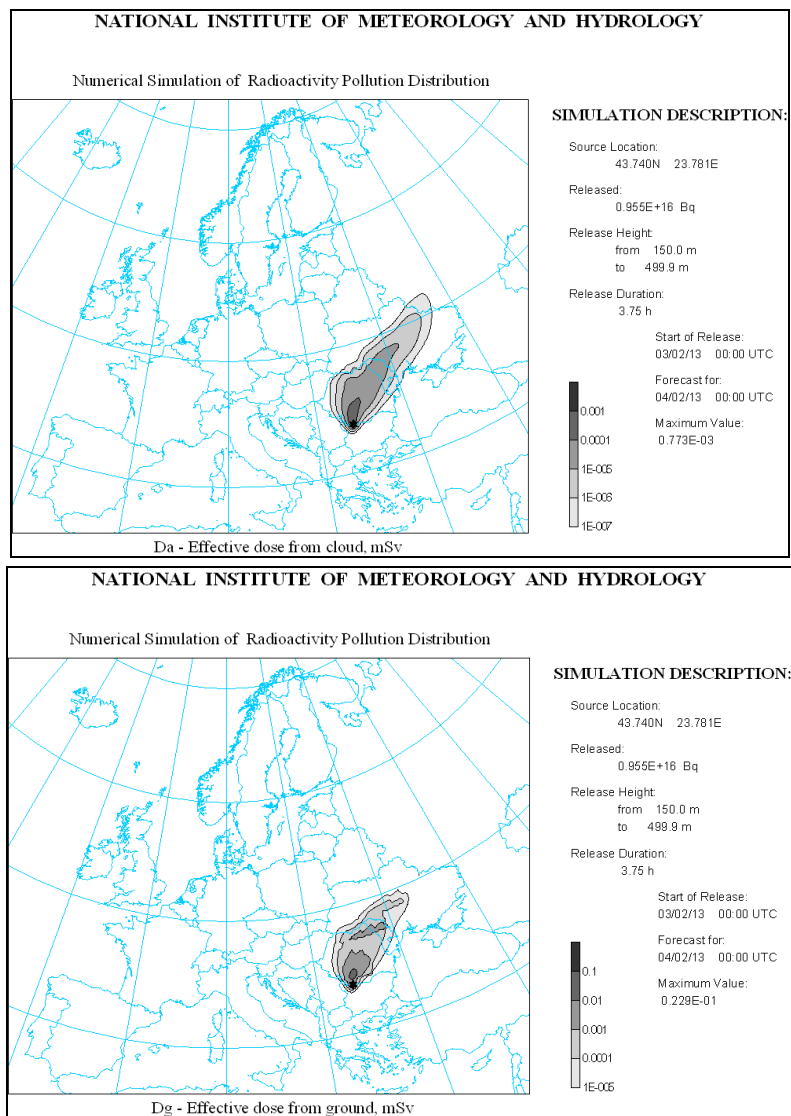 NATIONAL INSTITUTE OF METEOROLOGY AND HYDROLOGY
Numerical Simulation of Radioactivity Pollution Distribution
SIMULATION DESCRIPTION:
Source Location:
43.740N 23.781E
Released:
0.955E+16 Bq
Release Height:
from 150.0 m
to 499.9 m
Release Duration:
3.75 h
Start of Release:
03/02/13 00:00 UTC
Forecast for:
04/02/13 00:00 UTC
Maximum Value:
0.773E-03
0.001
0.0001
1E-005
1E-006
1E-007
Da - Effective dose from cloud, mSv
NATIONAL INSTITUTE OF METEOROLOGY AND HYDROLOGY
Numerical Simulation of Radioactivity Pollution Distribution
SIMULATION DESCRIPTION:
Source Location:
43.740N 23.781E
Released:
0.955E+16 Bq
Release Height:
from 150.0 m
to 499.9 m
Release Duration:
3.75 h
Start of Release:
03/02/13 00:00 UTC
Forecast for:
04/02/13 00:00 UTC
Maximum Value:
0.229E-01
0.1
0.01
0.001
0.0001
1E-005
Dg - Effective dose from ground, mSv